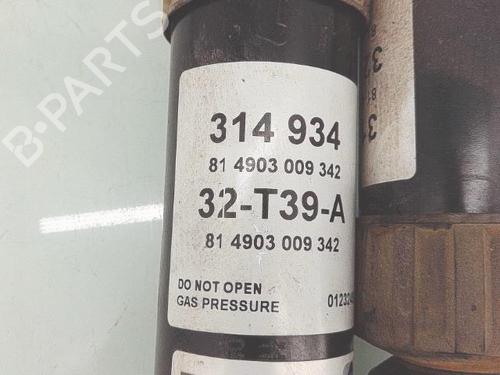 B-PARTS
314 934
81 4903 009 342
32-T39-A
81 4903 009 342
DO NOT OPEN
GAS PRESSURE